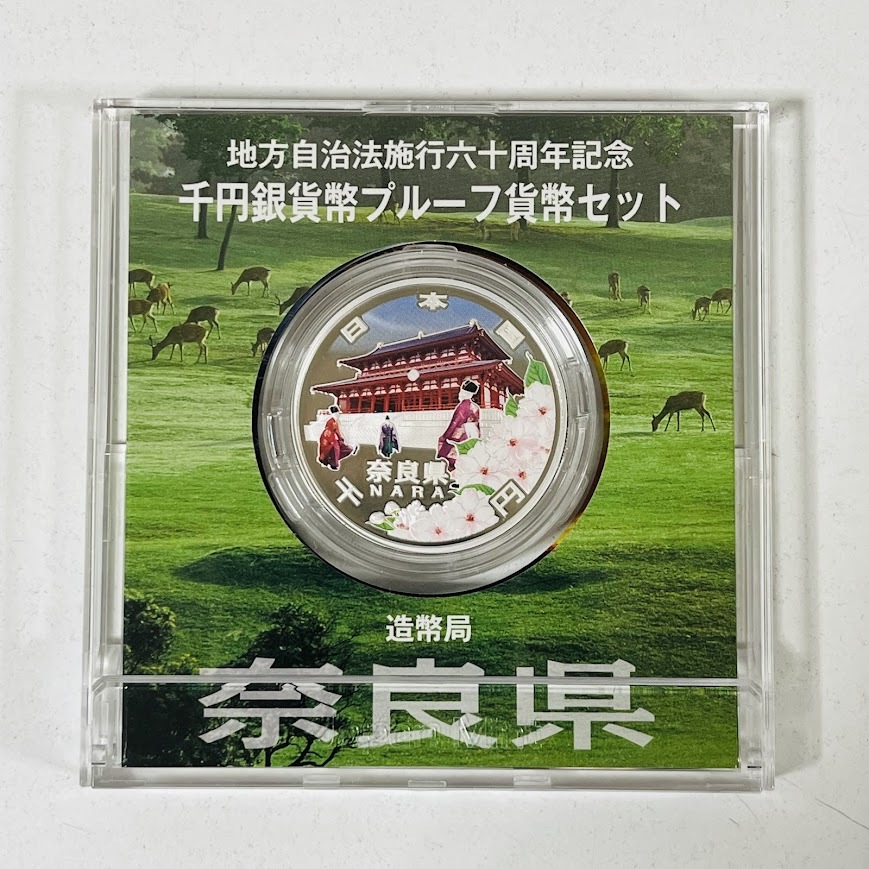 地方自治法施行六十周年記念
千円銀貨幣プルーフ貨幣セット
日本国
奈良県
NARA
千円
造幣局
奈良県
Japan Mint